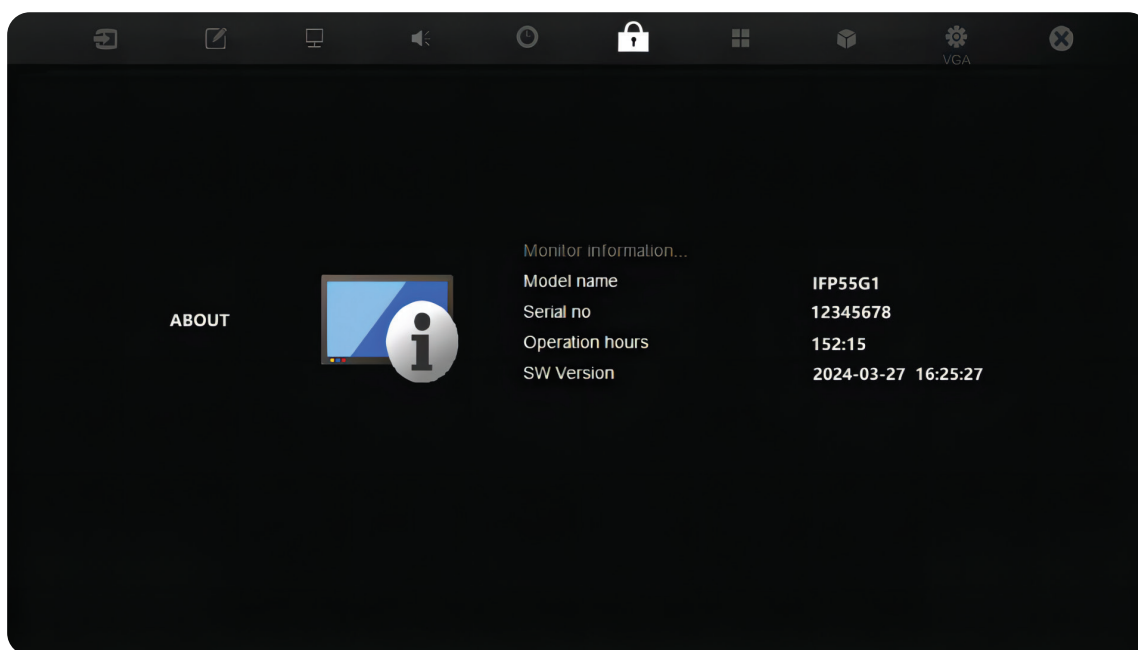 VGA
Monitor information...
Model name IFP55G1
Serial no 12345678
ABOUT
Operation hours 152:15
SW Version 2024-03-27 16:25:27